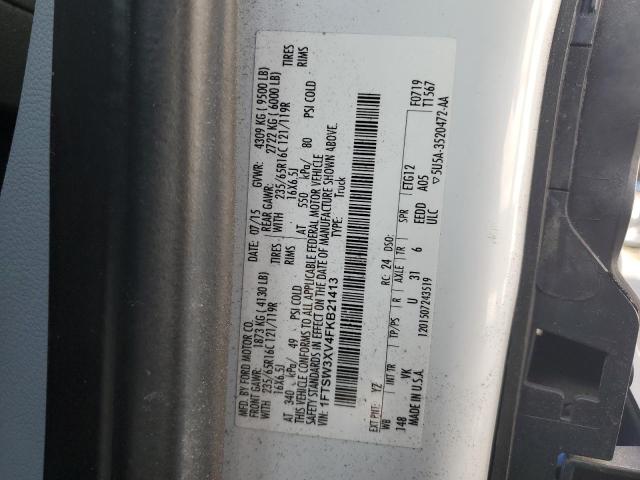 MFD. BY FORD MOTOR CO. DATE: 07/15 GVWR: 4309 KG ( 9500 LB)
FRONT GAWR: 1873 KG ( 4130 LB) REAR GAWR: 2722 KG ( 6000 LB)
WITH 235/65R16C 121/119R TIRES WITH 235/65R16C 121/119R TIRES
16X6.5J RIMS 16X6.5J RIMS
AT 340 kPa/ 49 PSI COLD AT 550 kPa/ 80 PSI COLD
THIS VEHICLE CONFORMS TO ALL APPLICABLE FEDERAL MOTOR VEHICLE
SAFETY STANDARDS IN EFFECT ON THE DATE OF MANUFACTURE SHOWN ABOVE.
VIN: 1FTSW3XV4FKB21413 TYPE: Truck
EXT PNT: YZ RC: 24 DSO: F0719
WB INT TR TP/PS R AXLE TR SPR ETG12 T1567
148 VK U 31 6 EEDD A05
MADE IN U.S.A. ULC ▽5U5A-3520472-AA
1201507243519